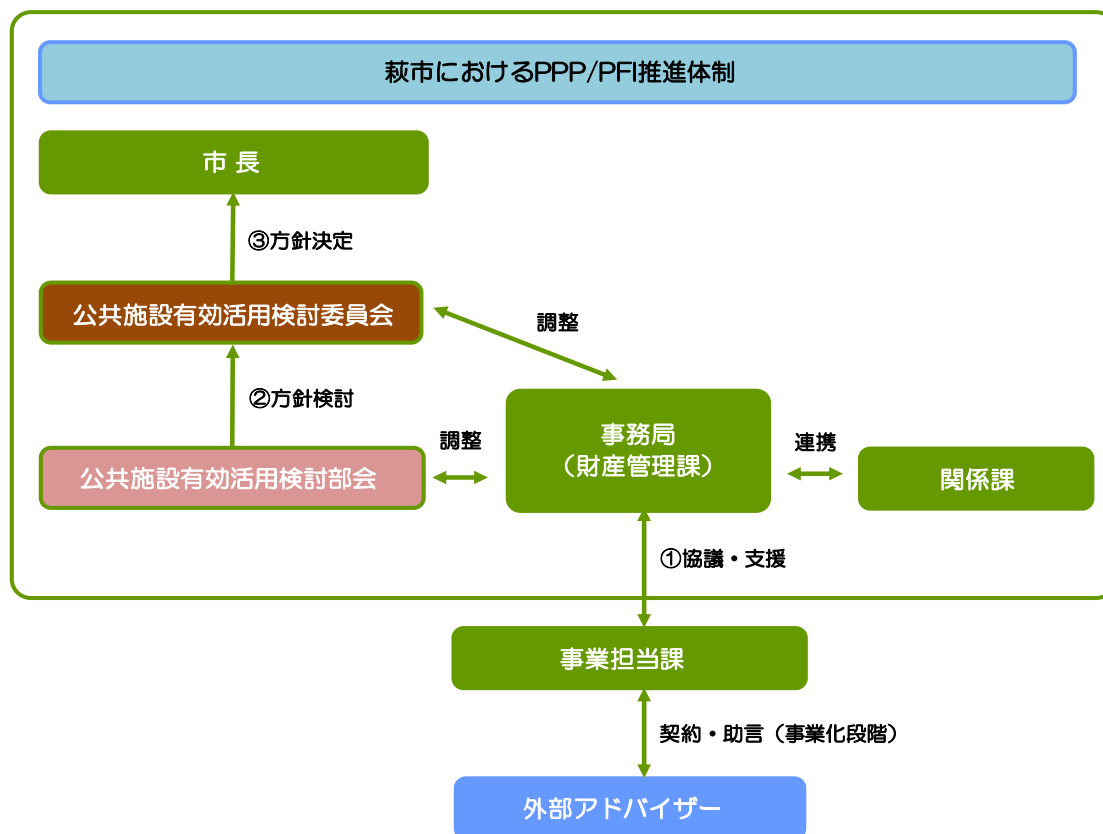 萩市におけるPPP/PFI推進体制
市 長
③方針決定
公共施設有効活用検討委員会
調整
②方針検討
調整
事務局
（財産管理課）
連携
公共施設有効活用検討部会
関係課
①協議・支援
事業担当課
契約・助言（事業化段階）
外部アドバイザー